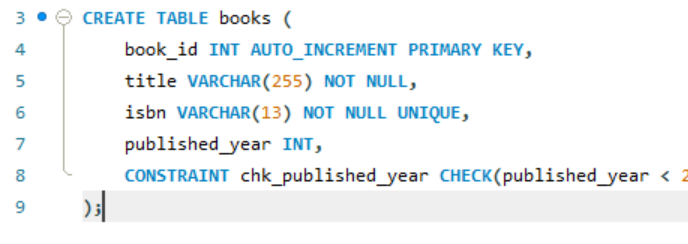 3 CREATE TABLE books (
4 book_id INT AUTO_INCREMENT PRIMARY KEY,
5 title VARCHAR(255) NOT NULL,
6 isbn VARCHAR(13) NOT NULL UNIQUE,
7 published_year INT,
8 CONSTRAINT chk_published_year CHECK(published_year < 2
9 );